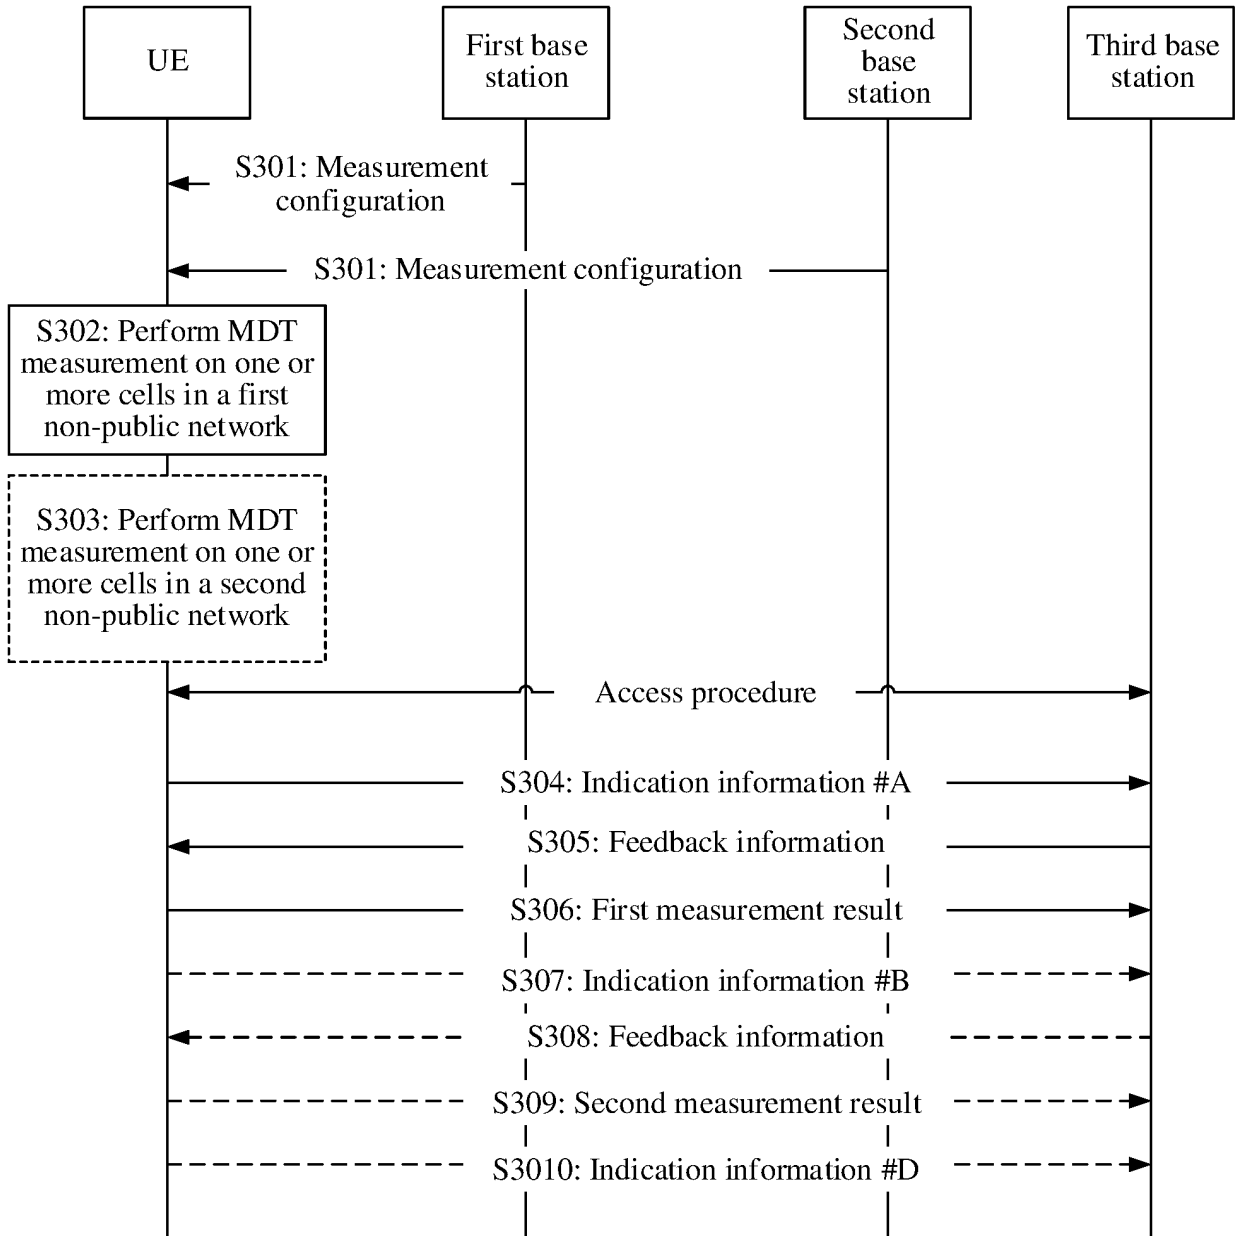 UE
First base
station
Second
base
station
Third base
station
S301: Measurement
configuration
S301: Measurement configuration
S302: Perform MDT
measurement on one or
more cells in a first
non-public network
S303: Perform MDT
measurement on one or
more cells in a second
non-public network
Access procedure
S304: Indication information #A
S305: Feedback information
S306: First measurement result
S307: Indication information #B
S308: Feedback information
S309: Second measurement result
S3010: Indication information #D